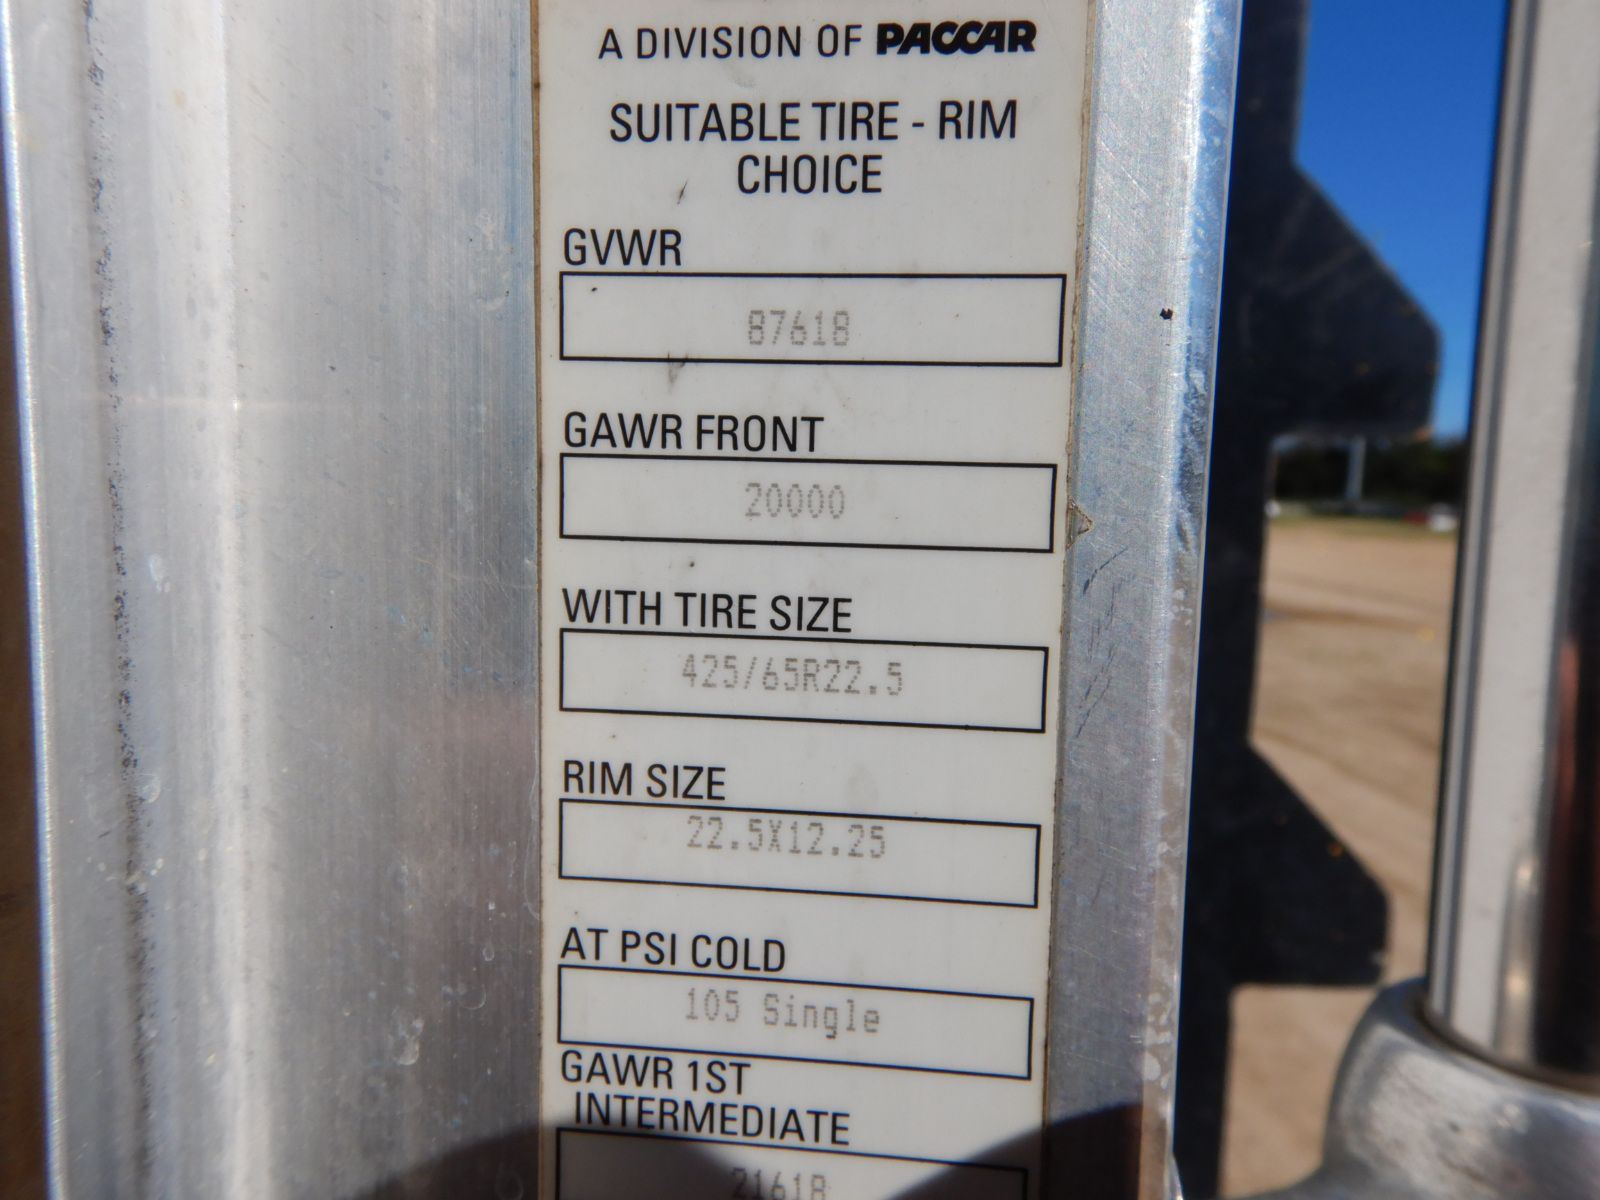 A DIVISION OF PACCAR
SUITABLE TIRE - RIM
CHOICE
GVWR
87618
GAWR FRONT
20000
WITH TIRE SIZE
425/65R22.5
RIM SIZE
22.5X12.25
AT PSI COLD
105 Single
GAWR 1ST
INTERMEDIATE
21618